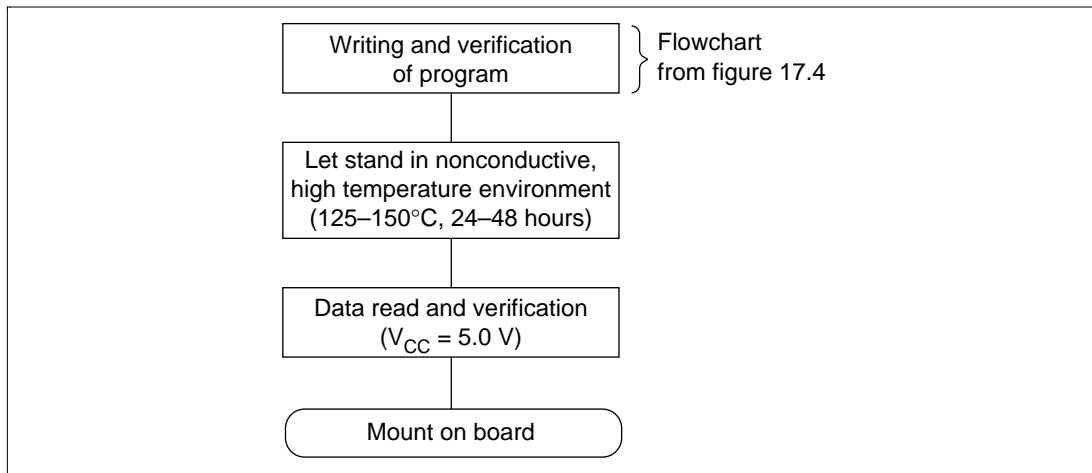 Writing and verification
of program
Flowchart
from figure 17.4
Let stand in nonconductive,
high temperature environment
(125–150°C, 24–48 hours)
Data read and verification
(VCC = 5.0 V)
Mount on board